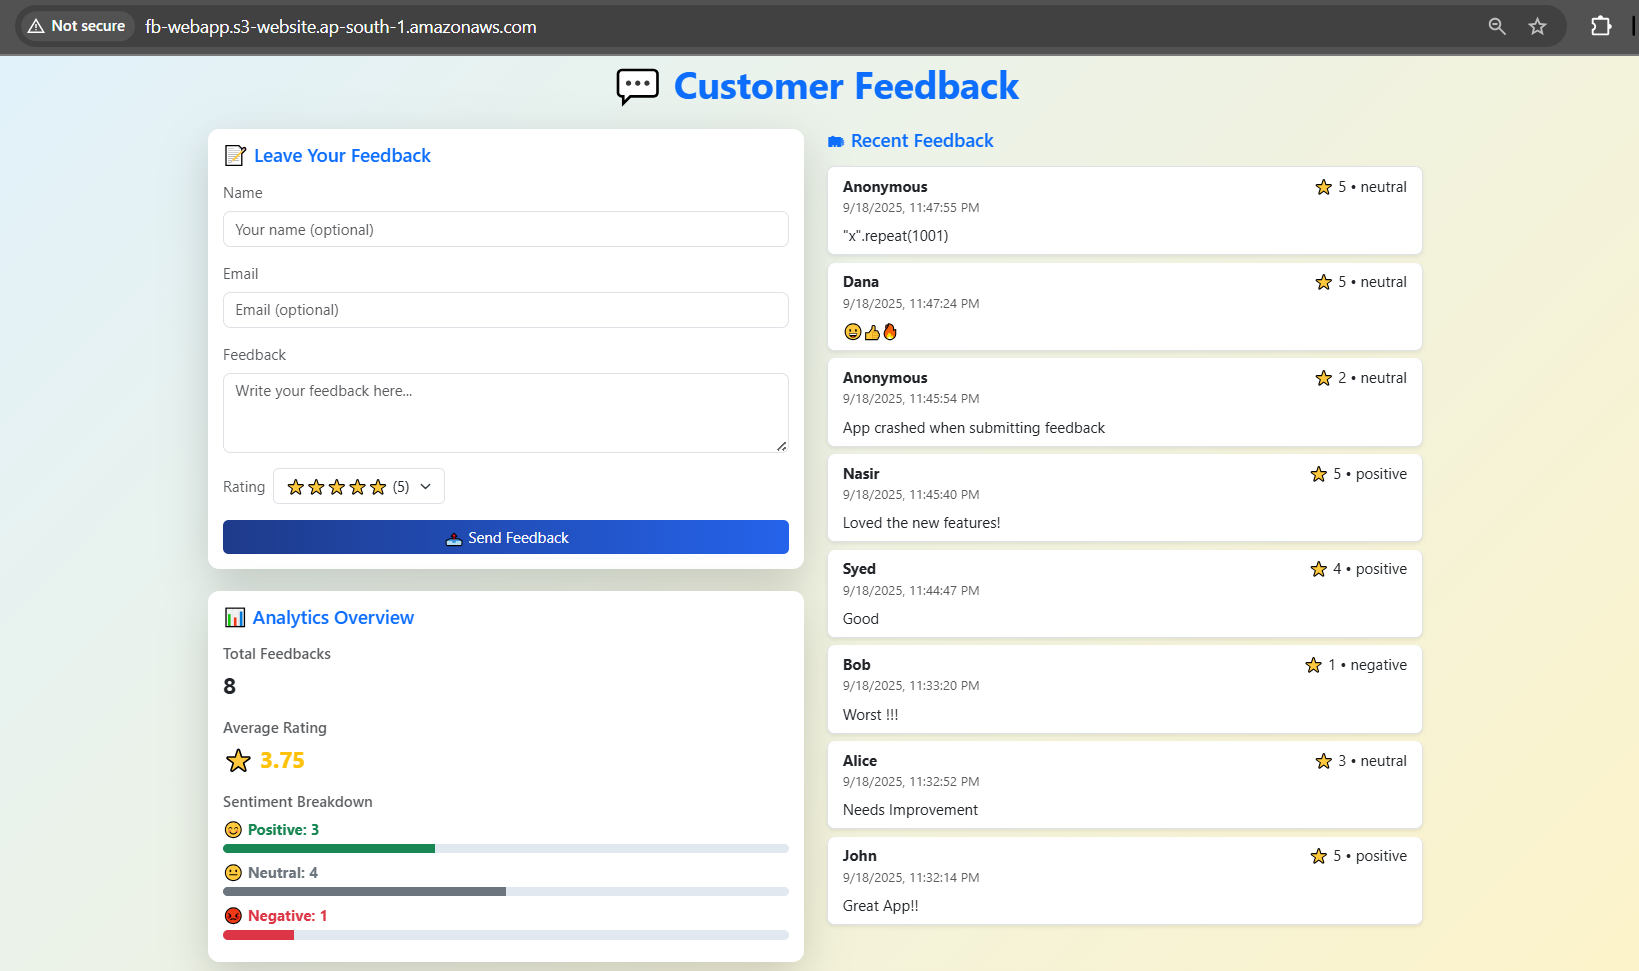 Not secure fb-webapp.s3-website.ap-south-1.amazonaws.com
💬 Customer Feedback
📝 Leave Your Feedback
Name
Your name (optional)
Email
Email (optional)
Feedback
Write your feedback here...
Rating ⭐⭐⭐⭐⭐ (5)
📤 Send Feedback
📊 Analytics Overview
Total Feedbacks
8
Average Rating
⭐ 3.75
Sentiment Breakdown
😊 Positive: 3
😐 Neutral: 4
😡 Negative: 1
Recent Feedback
Anonymous ⭐ 5 • neutral
9/18/2025, 11:47:55 PM
"x".repeat(1001)
Dana ⭐ 5 • neutral
9/18/2025, 11:47:24 PM
😀👍🔥
Anonymous ⭐ 2 • neutral
9/18/2025, 11:45:54 PM
App crashed when submitting feedback
Nasir ⭐ 5 • positive
9/18/2025, 11:45:40 PM
Loved the new features!
Syed ⭐ 4 • positive
9/18/2025, 11:44:47 PM
Good
Bob ⭐ 1 • negative
9/18/2025, 11:33:20 PM
Worst !!!
Alice ⭐ 3 • neutral
9/18/2025, 11:32:52 PM
Needs Improvement
John ⭐ 5 • positive
9/18/2025, 11:32:14 PM
Great App!!